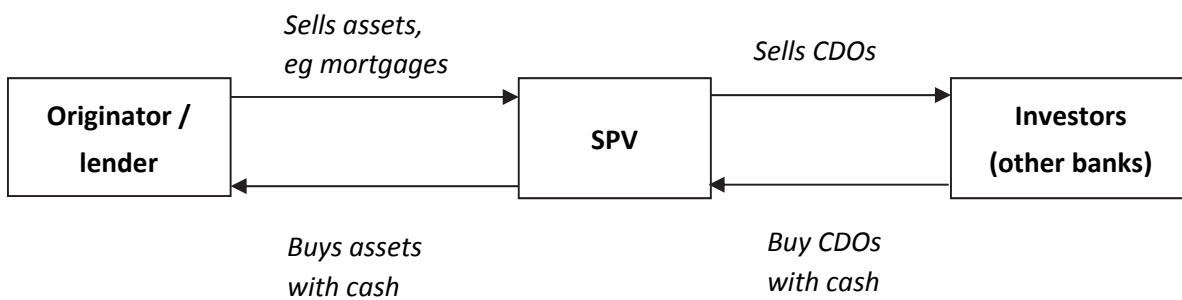 Sells assets,
eg mortgages
Sells CDOs
Originator /
lender
SPV
Investors
(other banks)
Buys assets
with cash
Buy CDOs
with cash